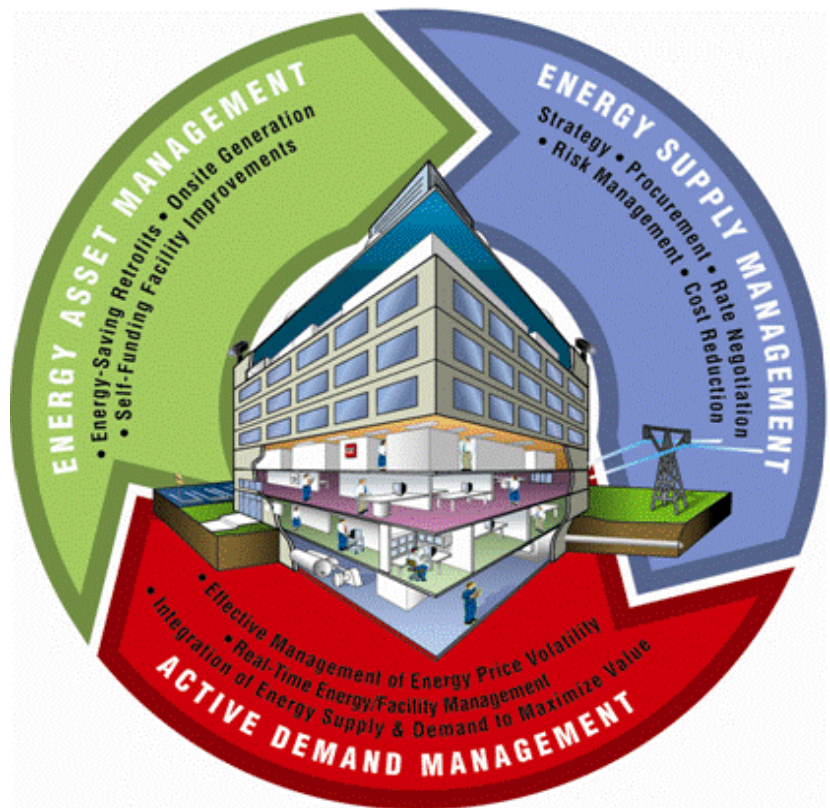 ENERGY ASSET MANAGEMENT
• Energy-Saving Retrofits • Onsite Generation
• Self-Funding Facility Improvements
ENERGY SUPPLY MANAGEMENT
Strategy • Procurement • Rate Negotiation
• Risk Management • Cost Reduction
• Effective Management of Energy Price Volatility
• Real-Time Energy/Facility Management
• Integration of Energy Supply & Demand to Maximize Value
ACTIVE DEMAND MANAGEMENT